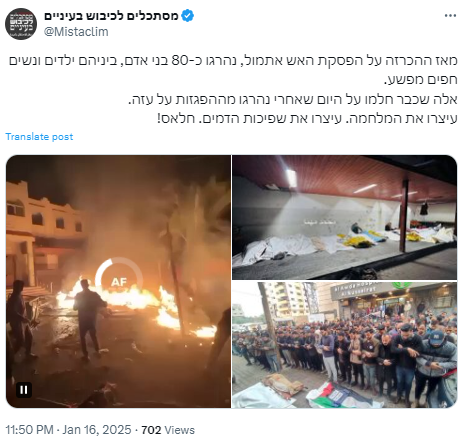 מסתכלים לכיבוש בעיניים
@Mistaclim
מאז ההכרזה על הפסקת האש אתמול, נהרגו כ-80 בני אדם, ביניהם ילדים ונשים
חפים מפשע.
אלה שכבר חלמו על היום שאחרי נהרגו מההפגזות על עזה.
עיצרו את המלחמה. עיצרו את שפיכות הדמים. חלאס!
Translate post
AF
11:50 PM · Jan 16, 2025 · 702 Views